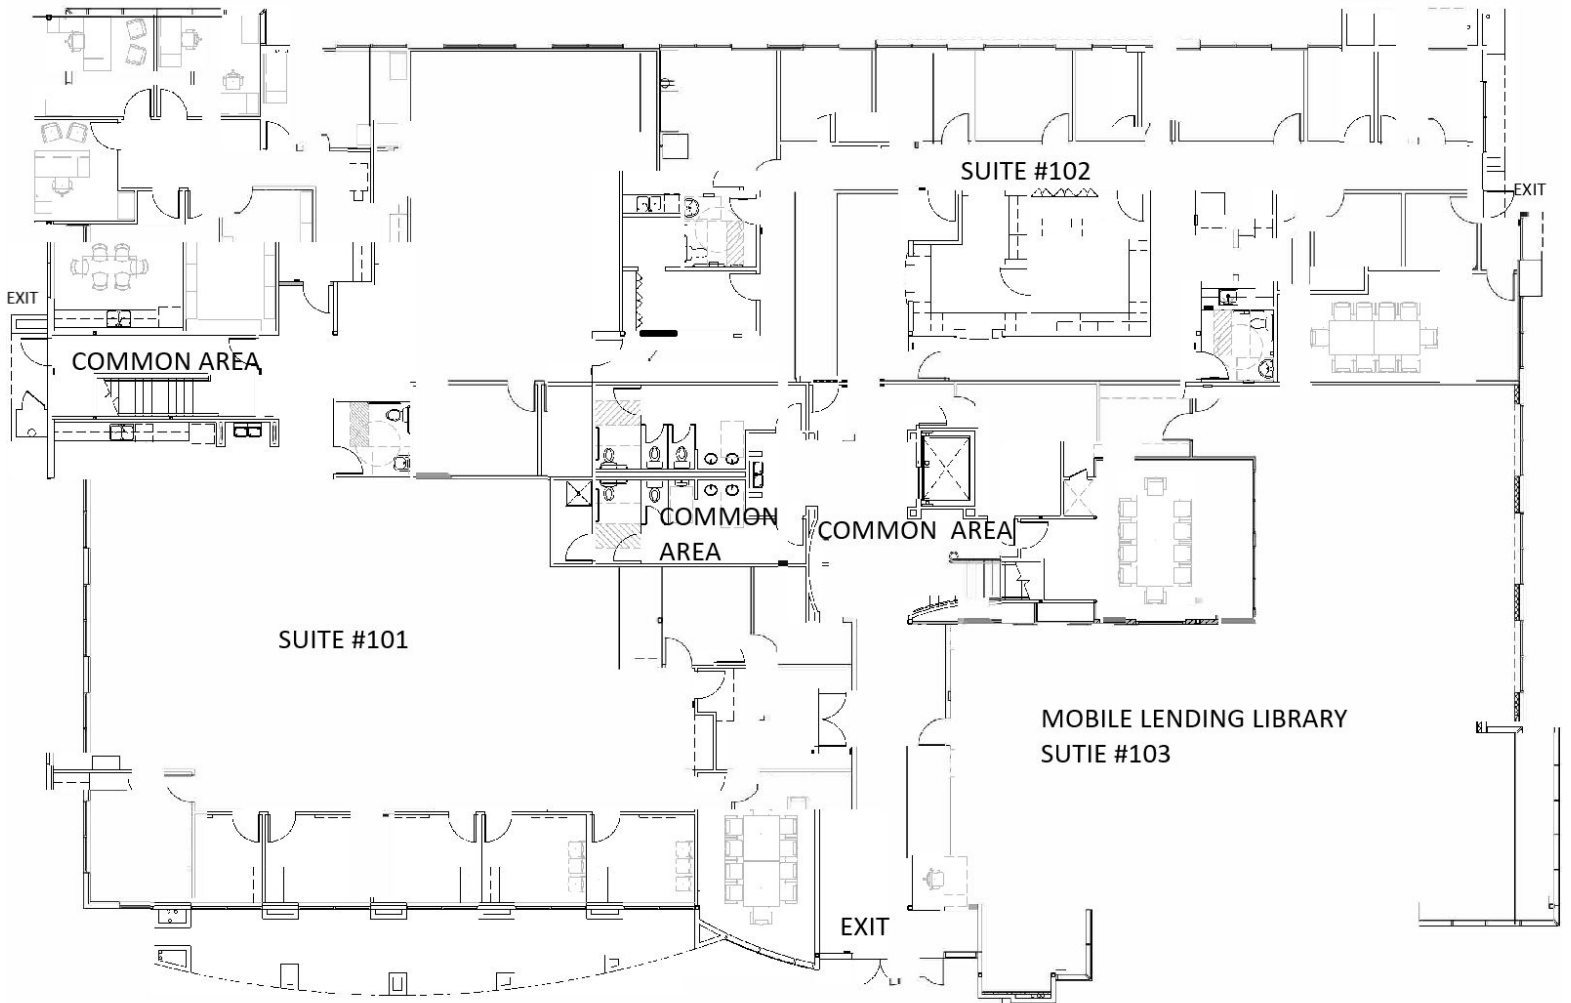 SUITE #102
EXIT
EXIT
COMMON AREA
COMMON
AREA
COMMON AREA
SUITE #101
MOBILE LENDING LIBRARY
SUTIE #103
EXIT